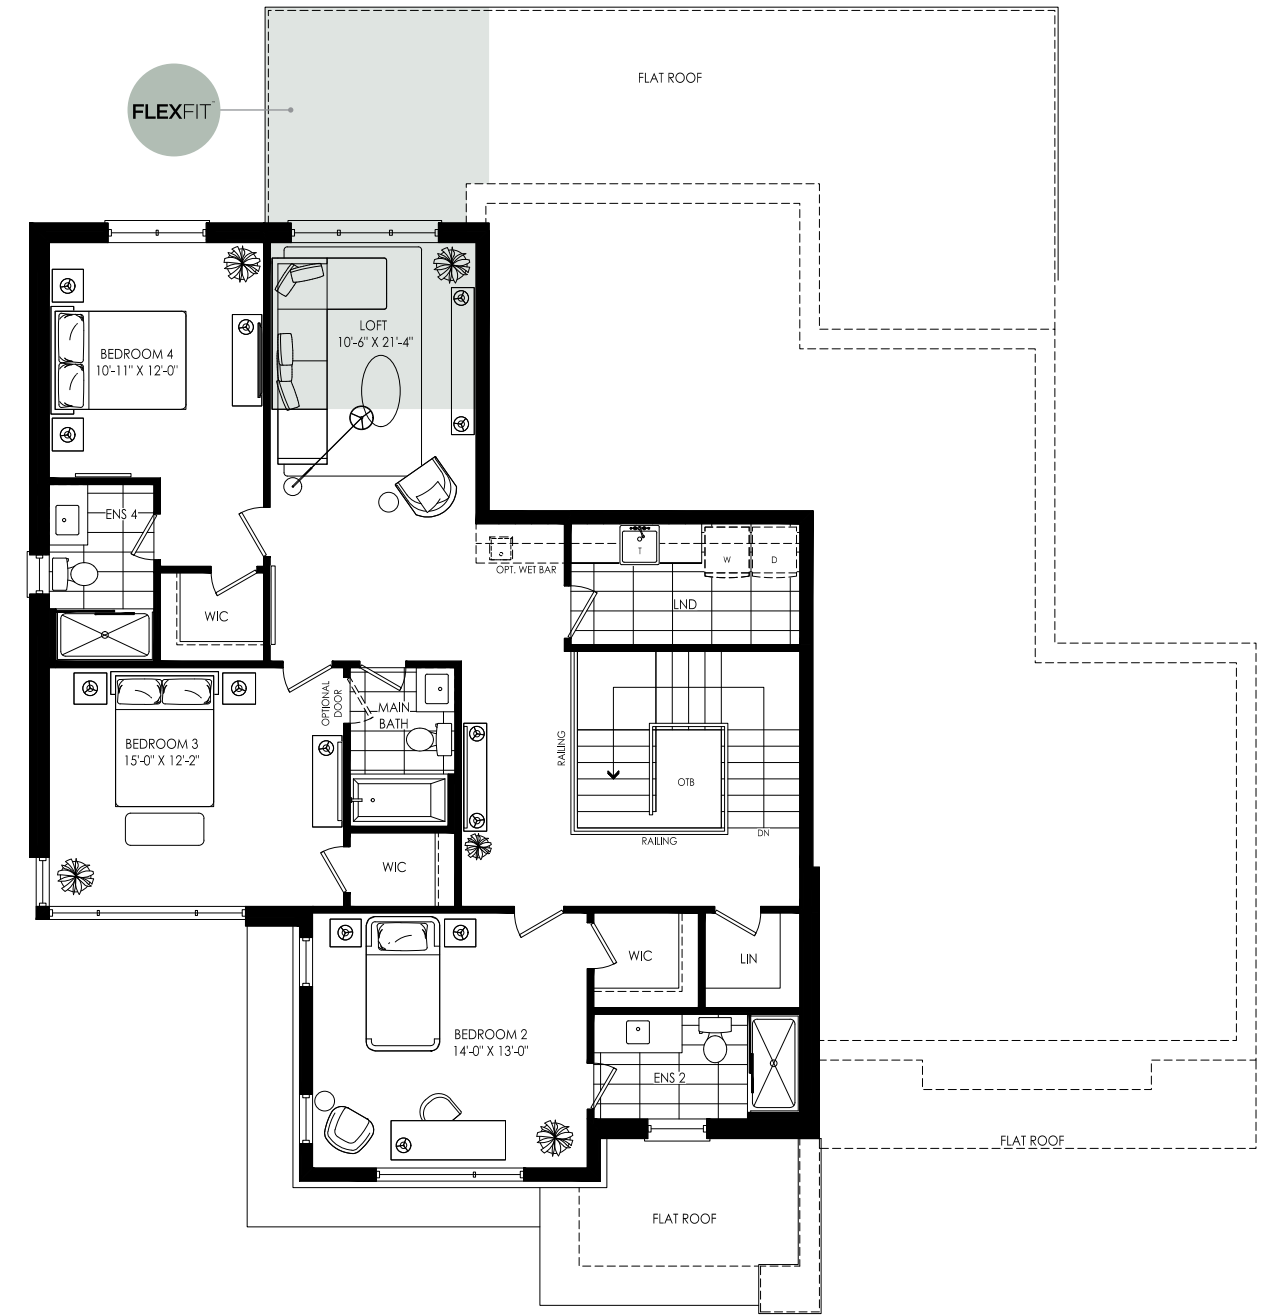 FLAT ROOF
FLEXFIT™
LOFT
10'-6" X 21'-4"
BEDROOM 4
10'-11" X 12'-0"
ENS 4
T
W
D
OPT. WET BAR
LND
WIC
OPTIONAL
DOOR
MAIN
BATH
BEDROOM 3
15'-0" X 12'-2"
RAILING
OTB
RAILING
DN
WIC
WIC
LIN
BEDROOM 2
14'-0" X 13'-0"
ENS 2
FLAT ROOF
FLAT ROOF